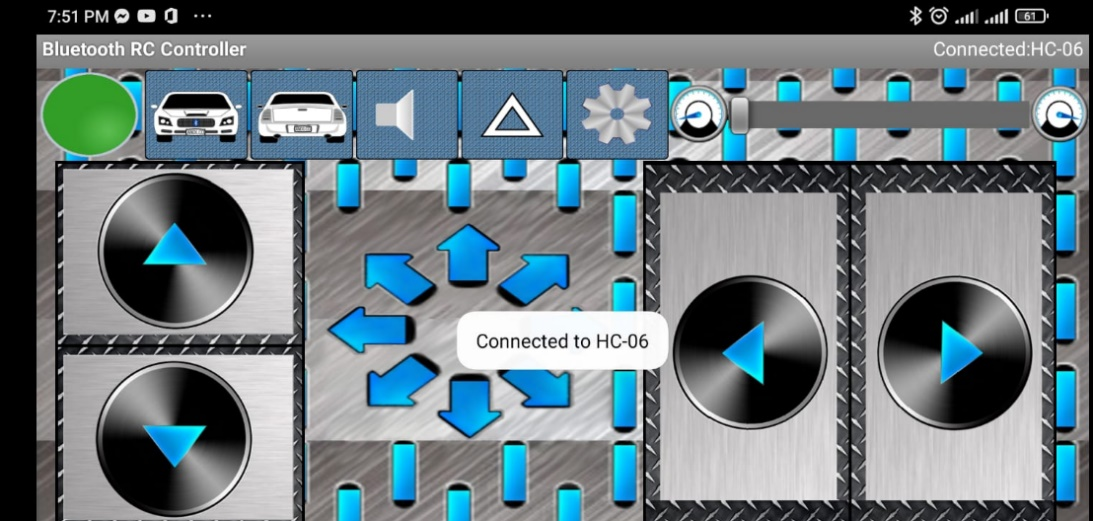 7:51 PM
61
Bluetooth RC Controller
Connected:HC-06
Connected to HC-06